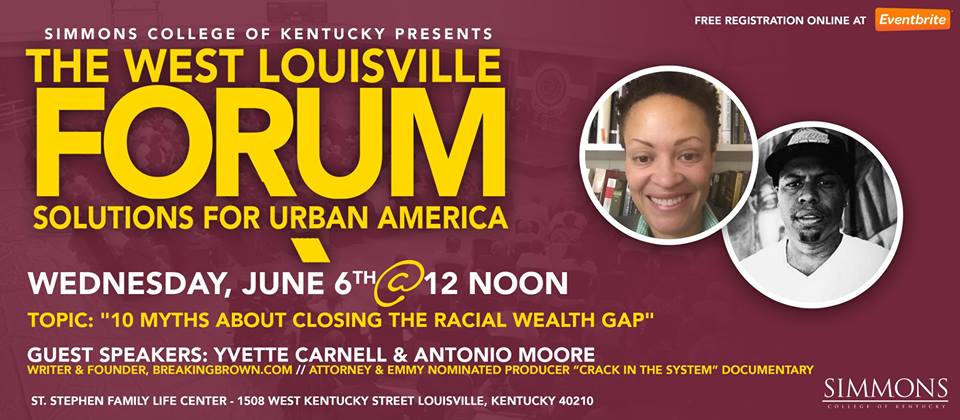 SIMMONS COLLEGE OF KENTUCKY PRESENTS
FREE REGISTRATION ONLINE AT Eventbrite
THE WEST LOUISVILLE
FORUM
SOLUTIONS FOR URBAN AMERICA
WEDNESDAY, JUNE 6TH @ 12 NOON
TOPIC: "10 MYTHS ABOUT CLOSING THE RACIAL WEALTH GAP"
GUEST SPEAKERS: YVETTE CARNELL & ANTONIO MOORE
WRITER & FOUNDER, BREAKINGBROWN.COM // ATTORNEY & EMMY NOMINATED PRODUCER “CRACK IN THE SYSTEM” DOCUMENTARY
ST. STEPHEN FAMILY LIFE CENTER - 1508 WEST KENTUCKY STREET LOUISVILLE, KENTUCKY 40210
SIMMONS
COLLEGE OF KENTUCKY